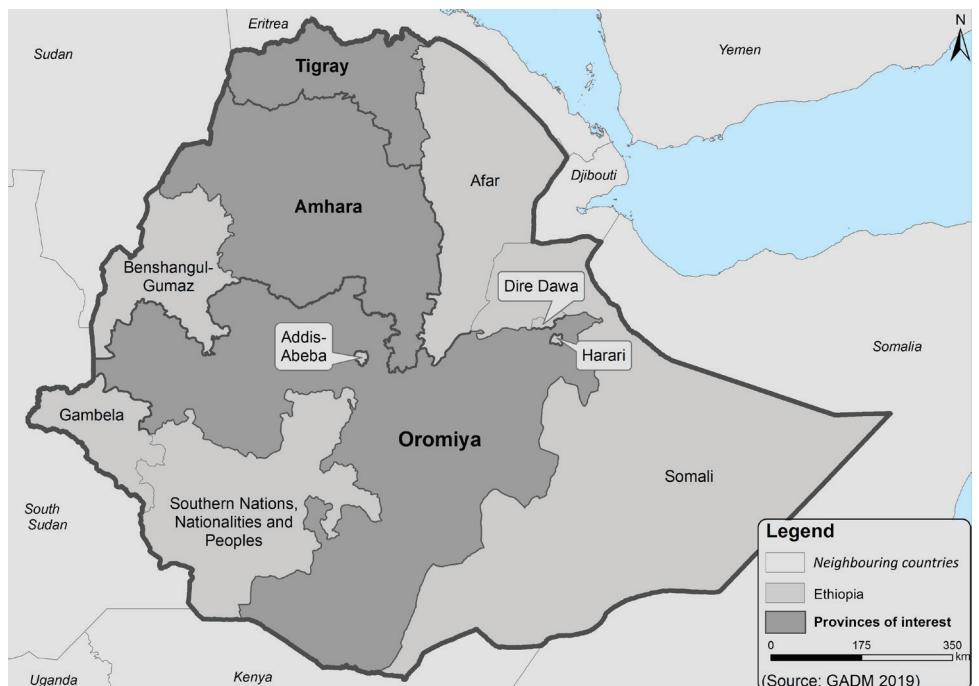 Eritrea
Sudan
Yemen
N
Tigray
Afar
Djibouti
Amhara
Benshangul-
Gumaz
Dire Dawa
Addis-
Abeba
Harari
Somalia
Gambela
Oromiya
Somali
South
Sudan
Southern Nations,
Nationalities and
Peoples
Legend
Neighbouring countries
Ethiopia
Provinces of interest
0 175 350
km
(Source: GADM 2019)
Uganda
Kenya